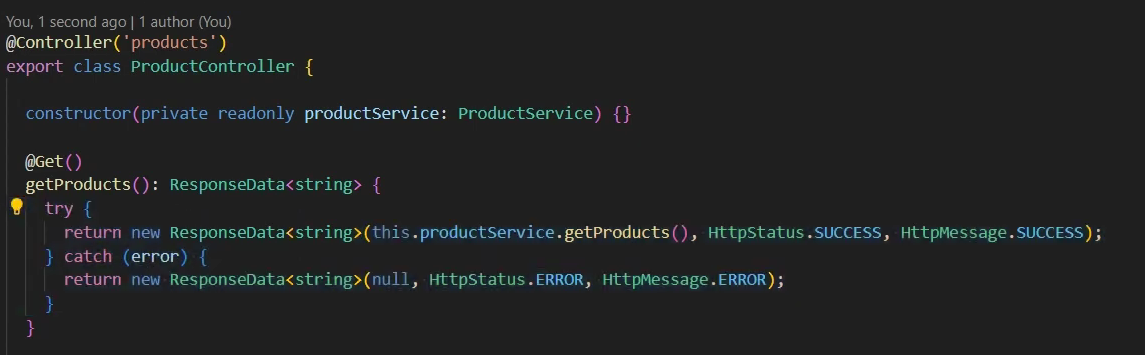 You, 1 second ago | 1 author (You)
@Controller('products')
export class ProductController {
constructor(private readonly productService: ProductService) {}
@Get()
getProducts(): ResponseData<string> {
try {
return new ResponseData<string>(this.productService.getProducts(), HttpStatus.SUCCESS, HttpMessage.SUCCESS);
} catch (error) {
return new ResponseData<string>(null, HttpStatus.ERROR, HttpMessage.ERROR);
}
}